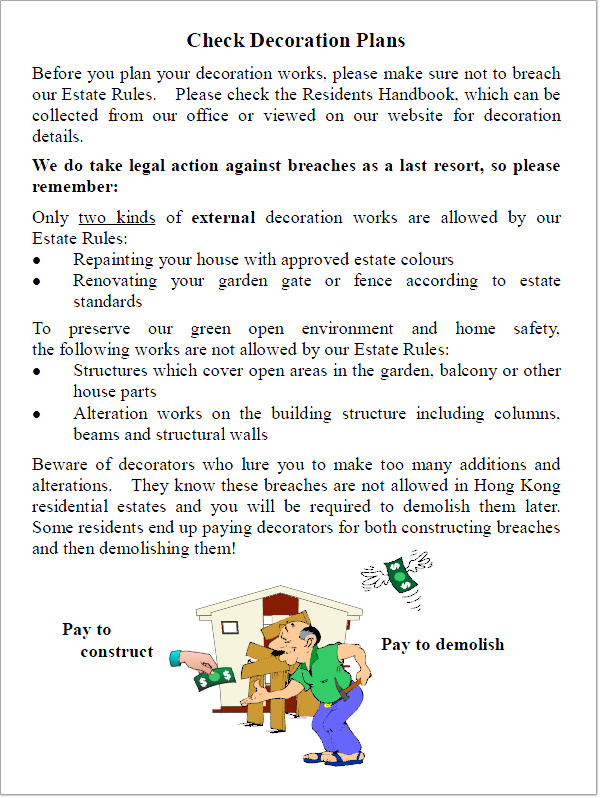 Check Decoration Plans
Before you plan your decoration works, please make sure not to breach
our Estate Rules. Please check the Residents Handbook, which can be
collected from our office or viewed on our website for decoration
details.
We do take legal action against breaches as a last resort, so please
remember:
Only two kinds of external decoration works are allowed by our
Estate Rules:
● Repainting your house with approved estate colours
● Renovating your garden gate or fence according to estate
standards
To preserve our green open environment and home safety,
the following works are not allowed by our Estate Rules:
● Structures which cover open areas in the garden, balcony or other
house parts
● Alteration works on the building structure including columns,
beams and structural walls
Beware of decorators who lure you to make too many additions and
alterations. They know these breaches are not allowed in Hong Kong
residential estates and you will be required to demolish them later.
Some residents end up paying decorators for both constructing breaches
and then demolishing them!
$ $
Pay to
construct
Pay to demolish
$ $